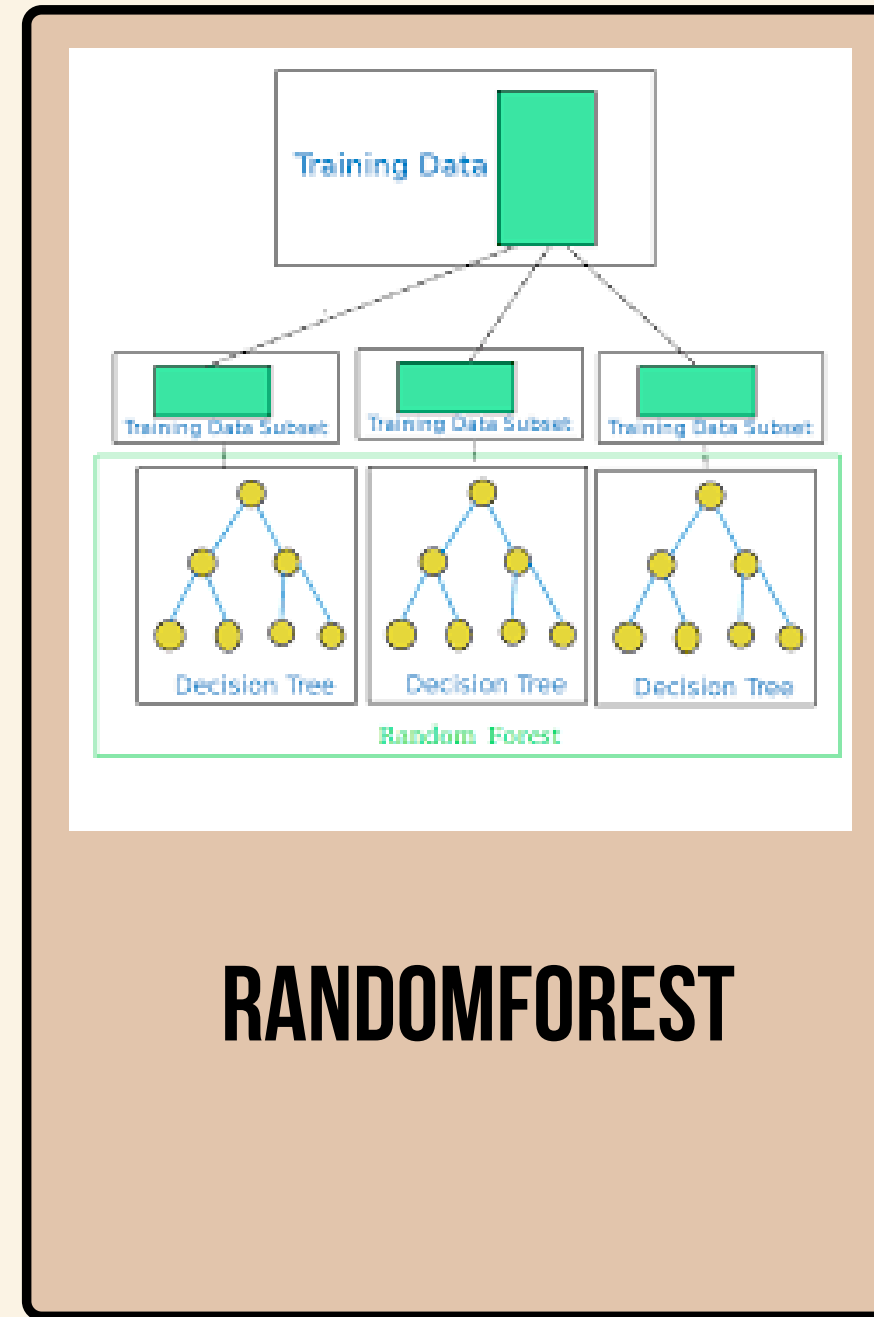 Training Data
Training Data Subset
Training Data Subset
Training Data Subset
Decision Tree
Decision Tree
Decision Tree
Random Forest
RANDOMFOREST